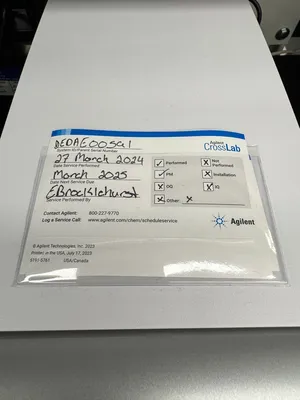 DEDAE00521
System ID/Parent Serial Number
27 March 2024
Date Service Performed
March 2025
Date Next Service Due
EBrocklehurst
Service Performed By
Agilent
CrossLab
✓ Performed
X Not Performed
✓ PM
X Installation
X OQ
X IQ
X Other X
Contact Agilent: 800-227-9770
Log a Service Call: www.agilent.com/chem/scheduleservice
Agilent
© Agilent Technologies, Inc. 2023
Printed in the USA, July 17, 2023
USA/Canada